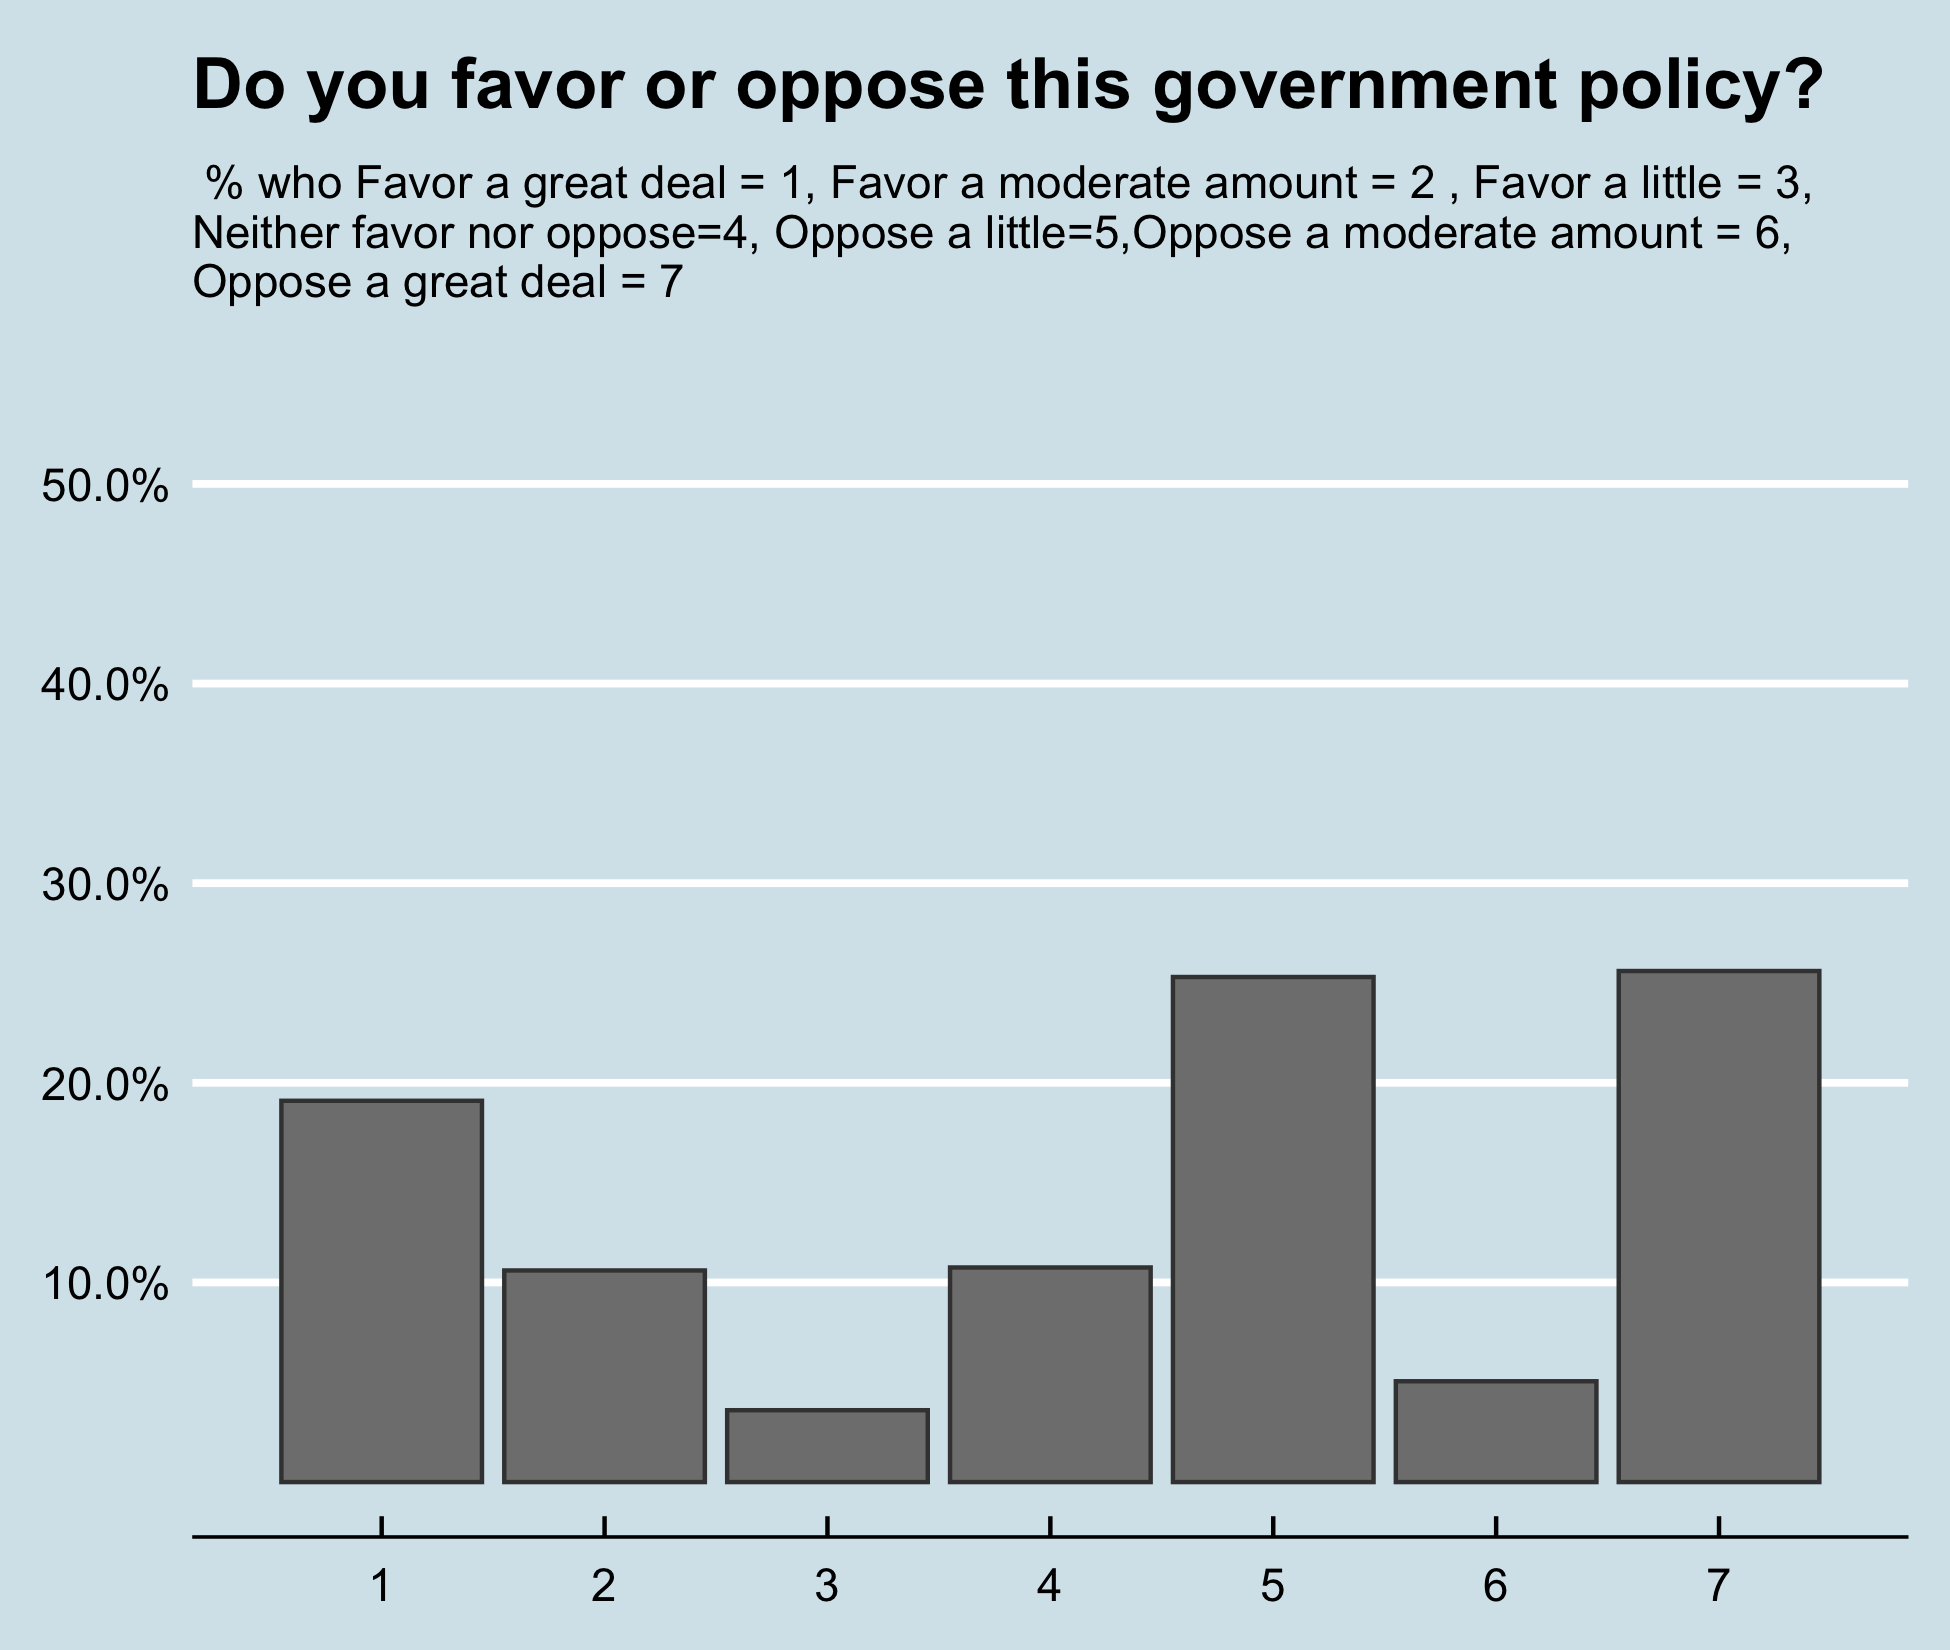 Do you favor or oppose this government policy?
% who Favor a great deal = 1, Favor a moderate amount = 2 , Favor a little = 3,
Neither favor nor oppose=4, Oppose a little=5,Oppose a moderate amount = 6,
Oppose a great deal = 7
50.0%
40.0%
30.0%
20.0%
10.0%
1 2 3 4 5 6 7